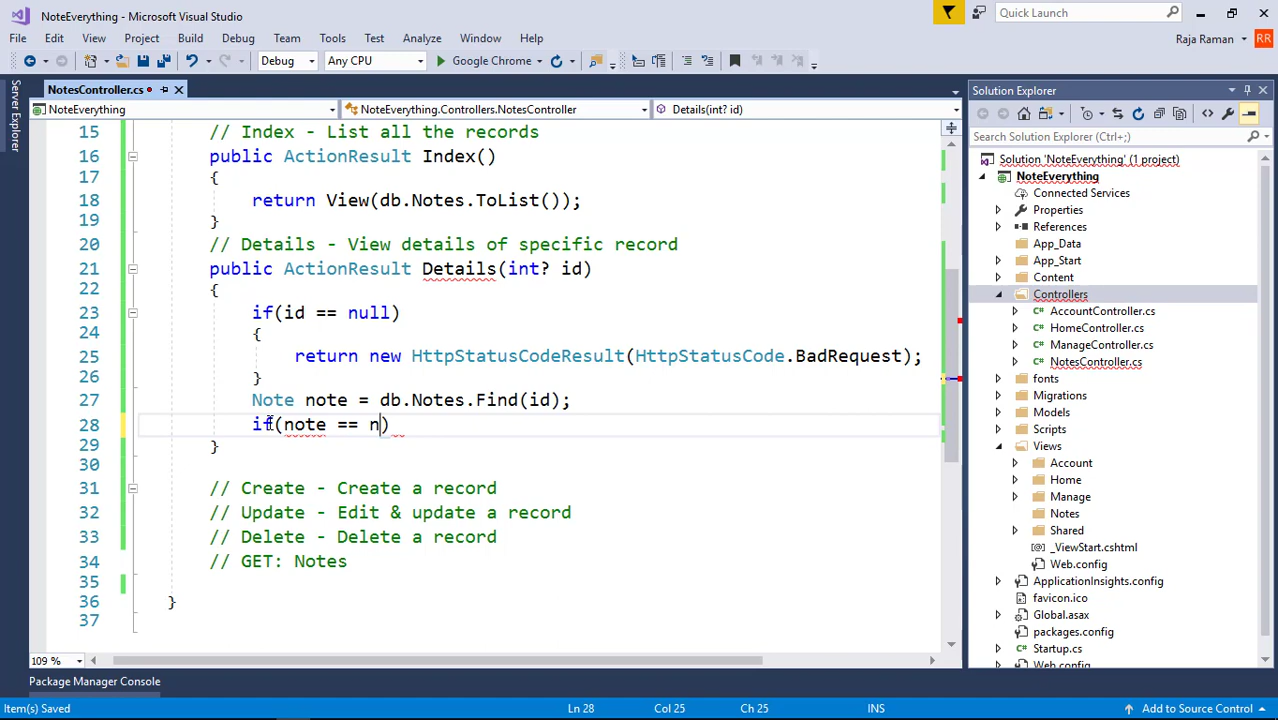 NoteEverything - Microsoft Visual Studio
Quick Launch
File Edit View Project Build Debug Team Tools Test Analyze Window Help
Raja Raman
RR
Debug Any CPU Google Chrome
Server Explorer
NotesController.cs
NoteEverything NoteEverything.Controllers.NotesController Details(int? id)
15 // Index - List all the records
16 public ActionResult Index()
17 {
18 return View(db.Notes.ToList());
19 }
20 // Details - View details of specific record
21 public ActionResult Details(int? id)
22 {
23 if(id == null)
24 {
25 return new HttpStatusCodeResult(HttpStatusCode.BadRequest);
26 }
27 Note note = db.Notes.Find(id);
28 if(note == n)
29 }
30
31 // Create - Create a record
32 // Update - Edit & update a record
33 // Delete - Delete a record
34 // GET: Notes
35
36 }
37
109 %
Solution Explorer
Search Solution Explorer (Ctrl+;)
Solution 'NoteEverything' (1 project)
NoteEverything
Connected Services
Properties
References
App_Data
App_Start
Content
Controllers
C# AccountController.cs
C# HomeController.cs
C# ManageController.cs
C# NotesController.cs
fonts
Migrations
Models
Scripts
Views
Account
Home
Manage
Notes
Shared
_ViewStart.cshtml
Web.config
ApplicationInsights.config
favicon.ico
Global.asax
packages.config
C# Startup.cs
Web.config
Package Manager Console
Item(s) Saved Ln 28 Col 25 Ch 25 INS Add to Source Control